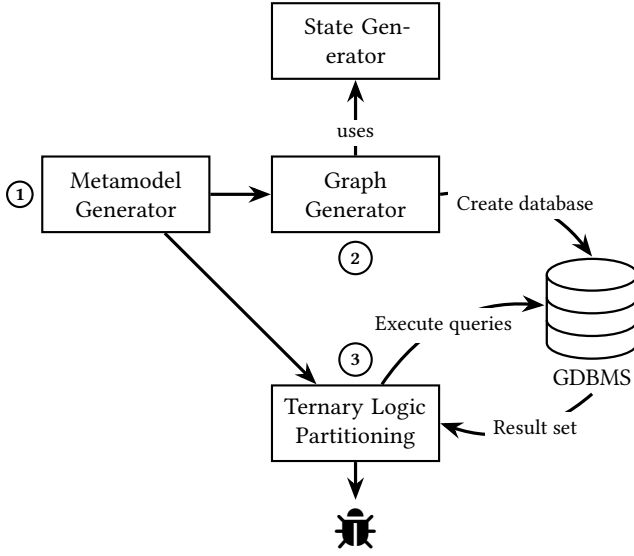 State Gen-
erator
uses
1
Metamodel
Generator
Graph
Generator
Create database
2
Execute queries
3
GDBMS
Ternary Logic
Partitioning
Result set